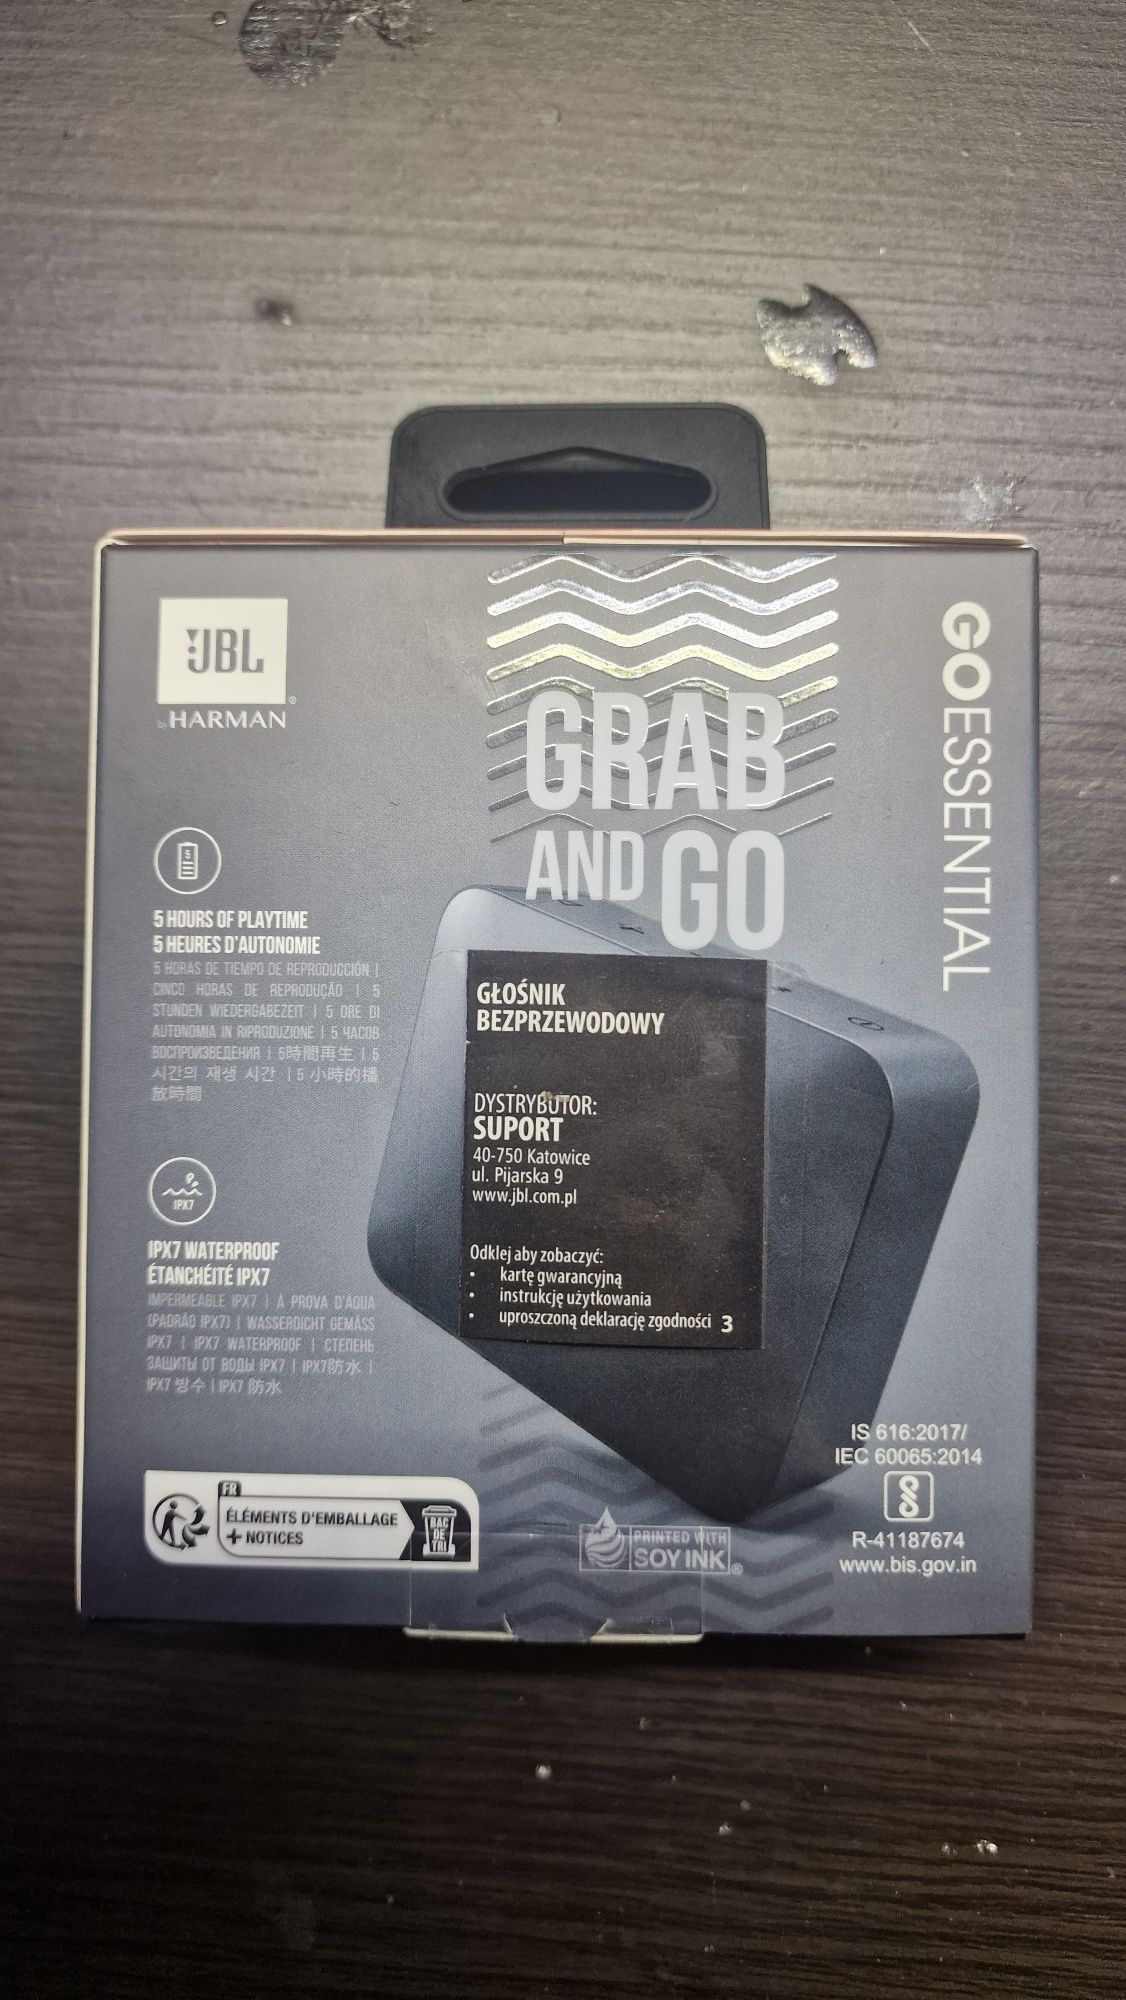 JBL
by HARMAN®
GRAB
AND GO
GO ESSENTIAL
5
5 HOURS OF PLAYTIME
5 HEURES D'AUTONOMIE
5 HORAS DE TIEMPO DE REPRODUCCIÓN |
CINCO HORAS DE REPRODUÇÃO | 5
STUNDEN WIEDERGABEZEIT | 5 ORE DI
AUTONOMIA IN RIPRODUZIONE | 5 ЧАСОВ
ВОСПРОИЗВЕДЕНИЯ | 5時間再生 | 5
시간의 재생 시간 | 5 小時的播
放時間
IPX7
IPX7 WATERPROOF
ÉTANCHÉITÉ IPX7
IMPERMEABLE IPX7 | À PROVA D'ÁGUA
(PADRÃO IPX7) | WASSERDICHT GEMÄSS
IPX7 | IPX7 WATERPROOF | СТЕПЕНЬ
ЗАЩИТЫ ОТ ВОДЫ IPX7 | IPX7防水 |
IPX7 방수 | IPX7 防水
GŁOŚNIK
BEZPRZEWODOWY
DYSTRYBUTOR:
SUPORT
40-750 Katowice
ul. Pijarska 9
www.jbl.com.pl
Odklej aby zobaczyć:
• kartę gwarancyjną
• instrukcję użytkowania
• uproszczoną deklarację zgodności 3
IS 616:2017/
IEC 60065:2014
R-41187674
www.bis.gov.in
FR
ÉLÉMENTS D'EMBALLAGE
+ NOTICES
BAC
DE
TRI
PRINTED WITH
SOY INK®